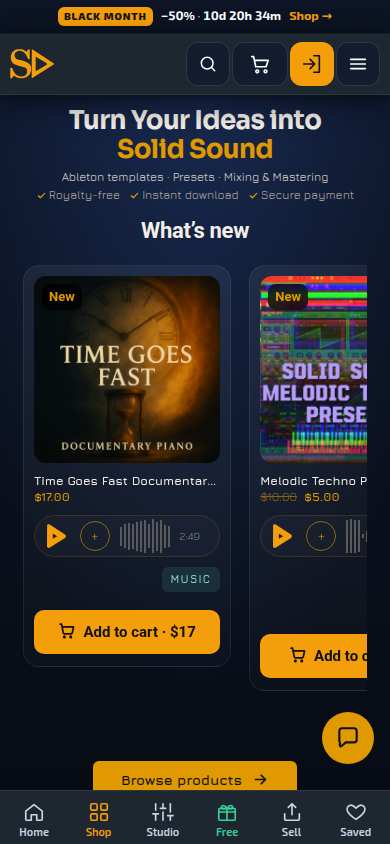 BLACK MONTH −50% · 10d 20h 34m Shop →
Turn Your Ideas into
Solid Sound
Ableton templates · Presets · Mixing & Mastering
✓ Royalty-free ✓ Instant download ✓ Secure payment
What's new
New
TIME GOES
FAST
DOCUMENTARY PIANO
Time Goes Fast Documentar...
$17.00
+
2:49
MUSIC
Add to cart · $17
New
SOLID
MELODIC
PRESE
Melodic Techno P
$10.00 $5.00
+
Add to c
Browse products →
Home
Shop
Studio
Free
Sell
Saved